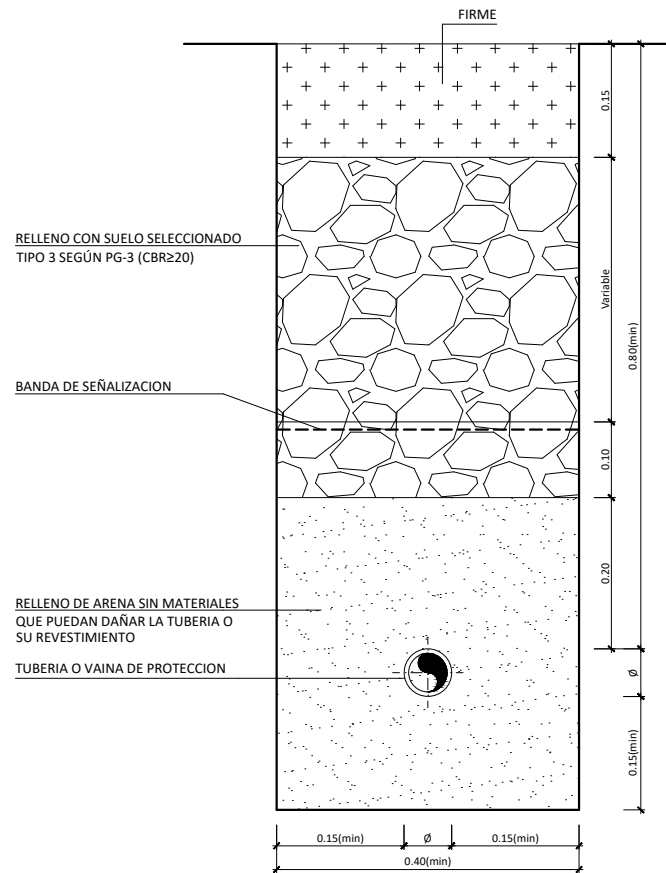 FIRME
0.15
RELLENO CON SUELO SELECCIONADO
TIPO 3 SEGÚN PG-3 (CBR≥20)
Variable
0.80(min)
BANDA DE SEÑALIZACION
0.10
0.20
RELLENO DE ARENA SIN MATERIALES
QUE PUEDAN DAÑAR LA TUBERIA O
SU REVESTIMIENTO
TUBERIA O VAINA DE PROTECCION
Ø
0.15(min)
0.15(min) Ø 0.15(min)
0.40(min)